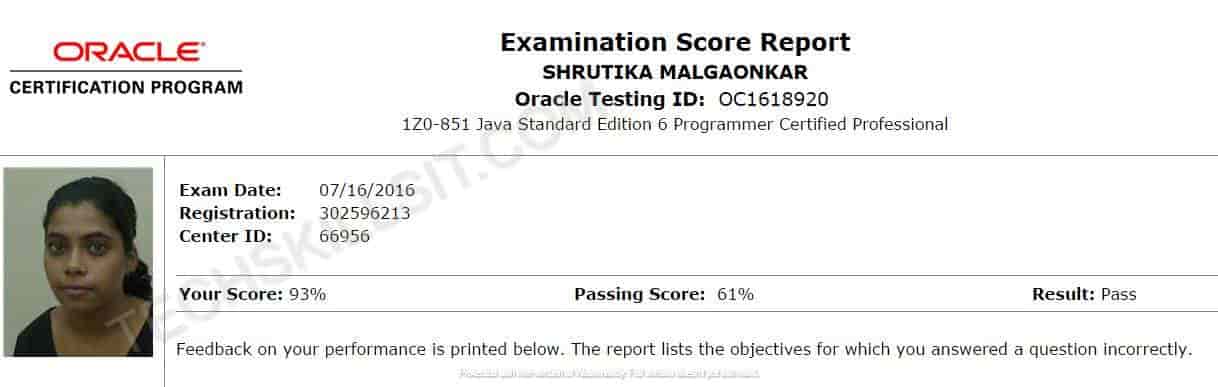 ORACLE
CERTIFICATION PROGRAM
Examination Score Report
SHRUTIKA MALGAONKAR
Oracle Testing ID: OC1618920
1Z0-851 Java Standard Edition 6 Programmer Certified Professional
Exam Date: 07/16/2016
Registration: 302596213
Center ID: 66956
Your Score: 93% Passing Score: 61% Result: Pass
Feedback on your performance is printed below. The report lists the objectives for which you answered a question incorrectly.
TECHSKILLSIT.COM